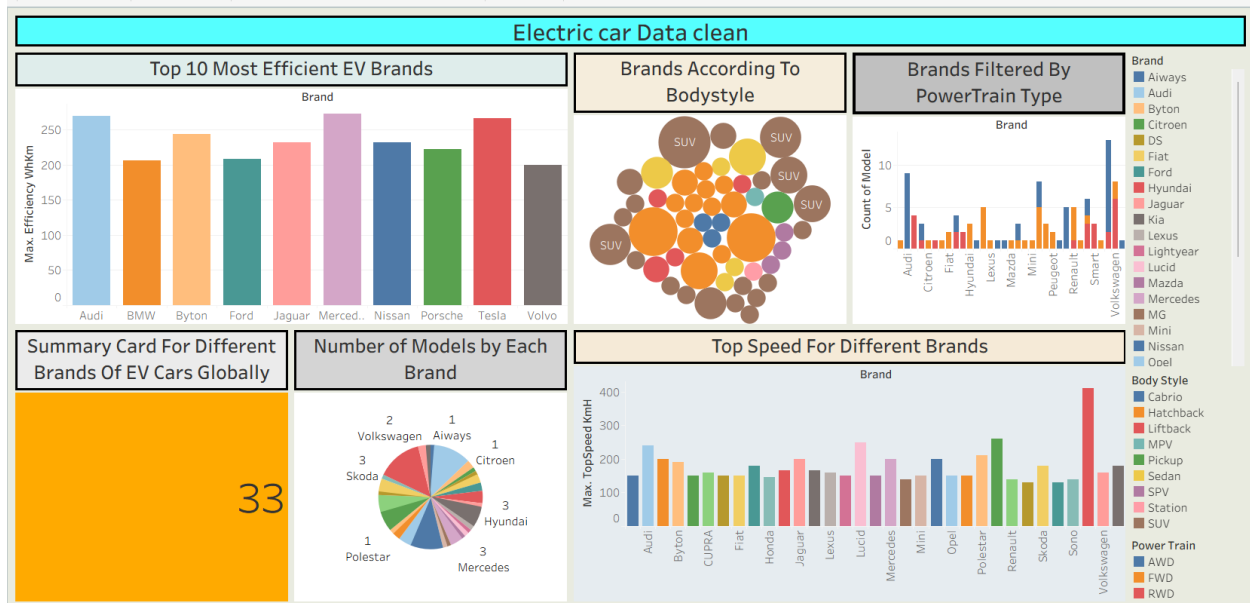 Electric car Data clean
Top 10 Most Efficient EV Brands
Brand
Max. Efficiency WhKm
250
200
150
100
50
0
Audi
BMW
Byton
Ford
Jaguar
Merced..
Nissan
Porsche
Tesla
Volvo
Brands According To
Bodystyle
SUV
SUV
SUV
SUV
SUV
Brands Filtered By
PowerTrain Type
Brand
Count of Model
10
5
0
Audi
Citroen
Fiat
Hyundai
Lexus
Mazda
Mini
Peugeot
Renault
Smart
Volkswagen
Summary Card For Different
Brands Of EV Cars Globally
33
Number of Models by Each
Brand
2
Volkswagen
1
Aiways
1
Citroen
3
Skoda
3
Hyundai
1
Polestar
3
Mercedes
Top Speed For Different Brands
Brand
Max. TopSpeed KmH
400
300
200
100
0
Audi
Byton
CUPRA
Fiat
Honda
Jaguar
Lexus
Lucid
Mercedes
Mini
Opel
Polestar
Renault
Skoda
Sono
Volkswagen
Brand
Aiways
Audi
Byton
Citroen
DS
Fiat
Ford
Hyundai
Jaguar
Kia
Lexus
Lightyear
Lucid
Mazda
Mercedes
MG
Mini
Nissan
Opel
Body Style
Cabrio
Hatchback
Liftback
MPV
Pickup
Sedan
SPV
Station
SUV
Power Train
AWD
FWD
RWD